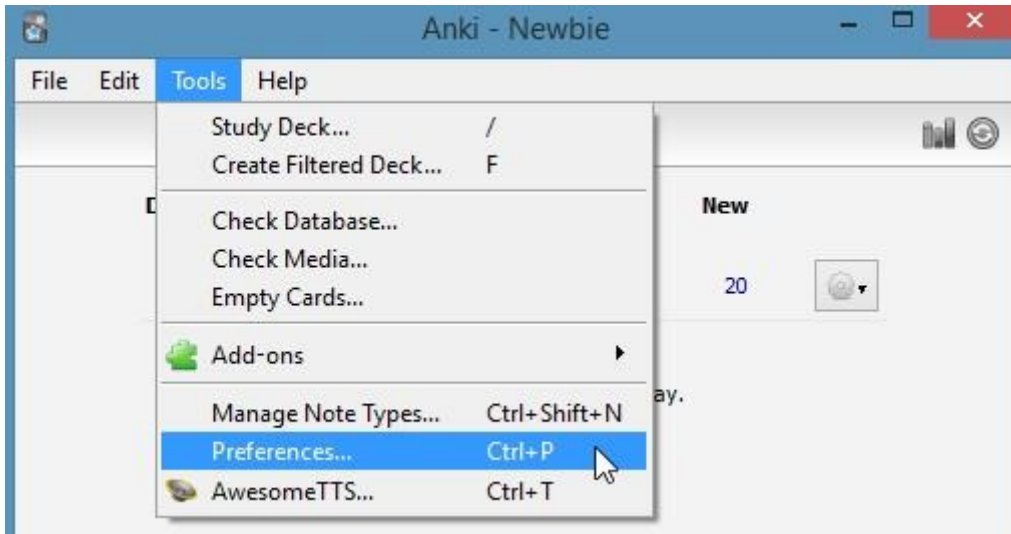 Anki - Newbie
File Edit Tools Help
Study Deck... /
Create Filtered Deck... F
New
Check Database...
Check Media...
20
Empty Cards...
Add-ons
ay.
Manage Note Types... Ctrl+Shift+N
Preferences... Ctrl+P
AwesomeTTS... Ctrl+T